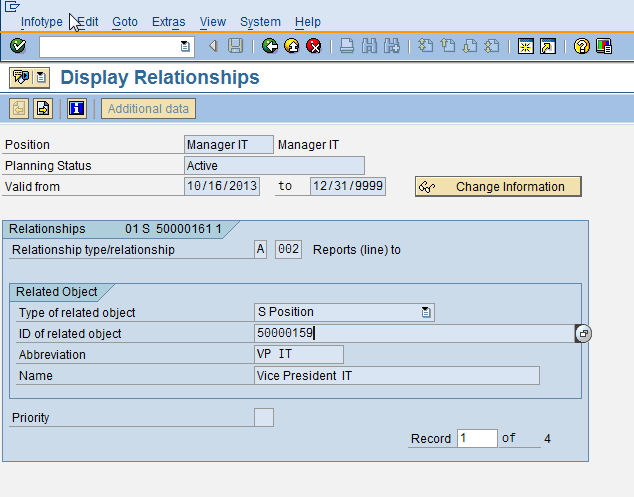 Infotype Edit Goto Extras View System Help
Display Relationships
Additional data
Position Manager IT Manager IT
Planning Status Active
Valid from 10/16/2013 to 12/31/9999 Change Information
Relationships 01 S 50000161 1
Relationship type/relationship A 002 Reports (line) to
Related Object
Type of related object S Position
ID of related object 50000159
Abbreviation VP IT
Name Vice President IT
Priority
Record 1 of 4